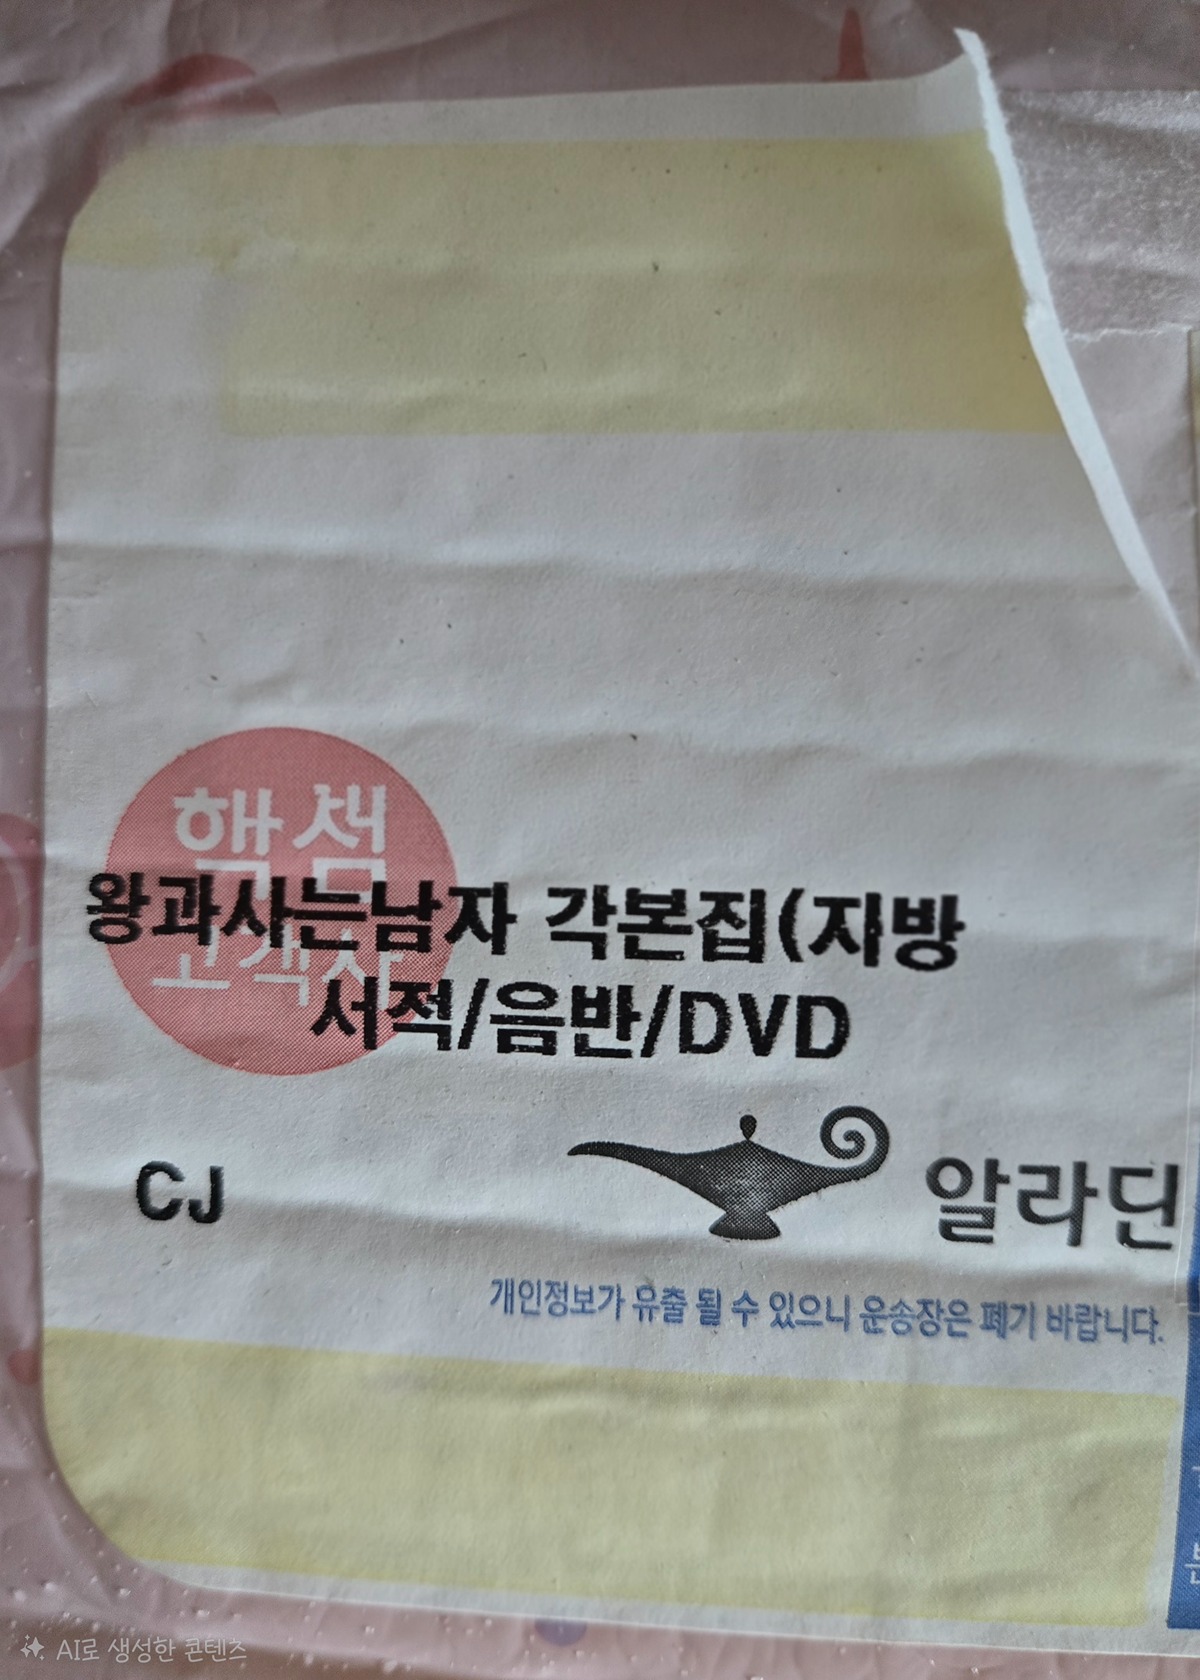 핵심
고객사
왕과사는남자 각본집(지방
서적/음반/DVD
CJ
알라딘
개인정보가 유출 될 수 있으니 운송장은 폐기 바랍니다.
AI로 생성한 콘텐츠